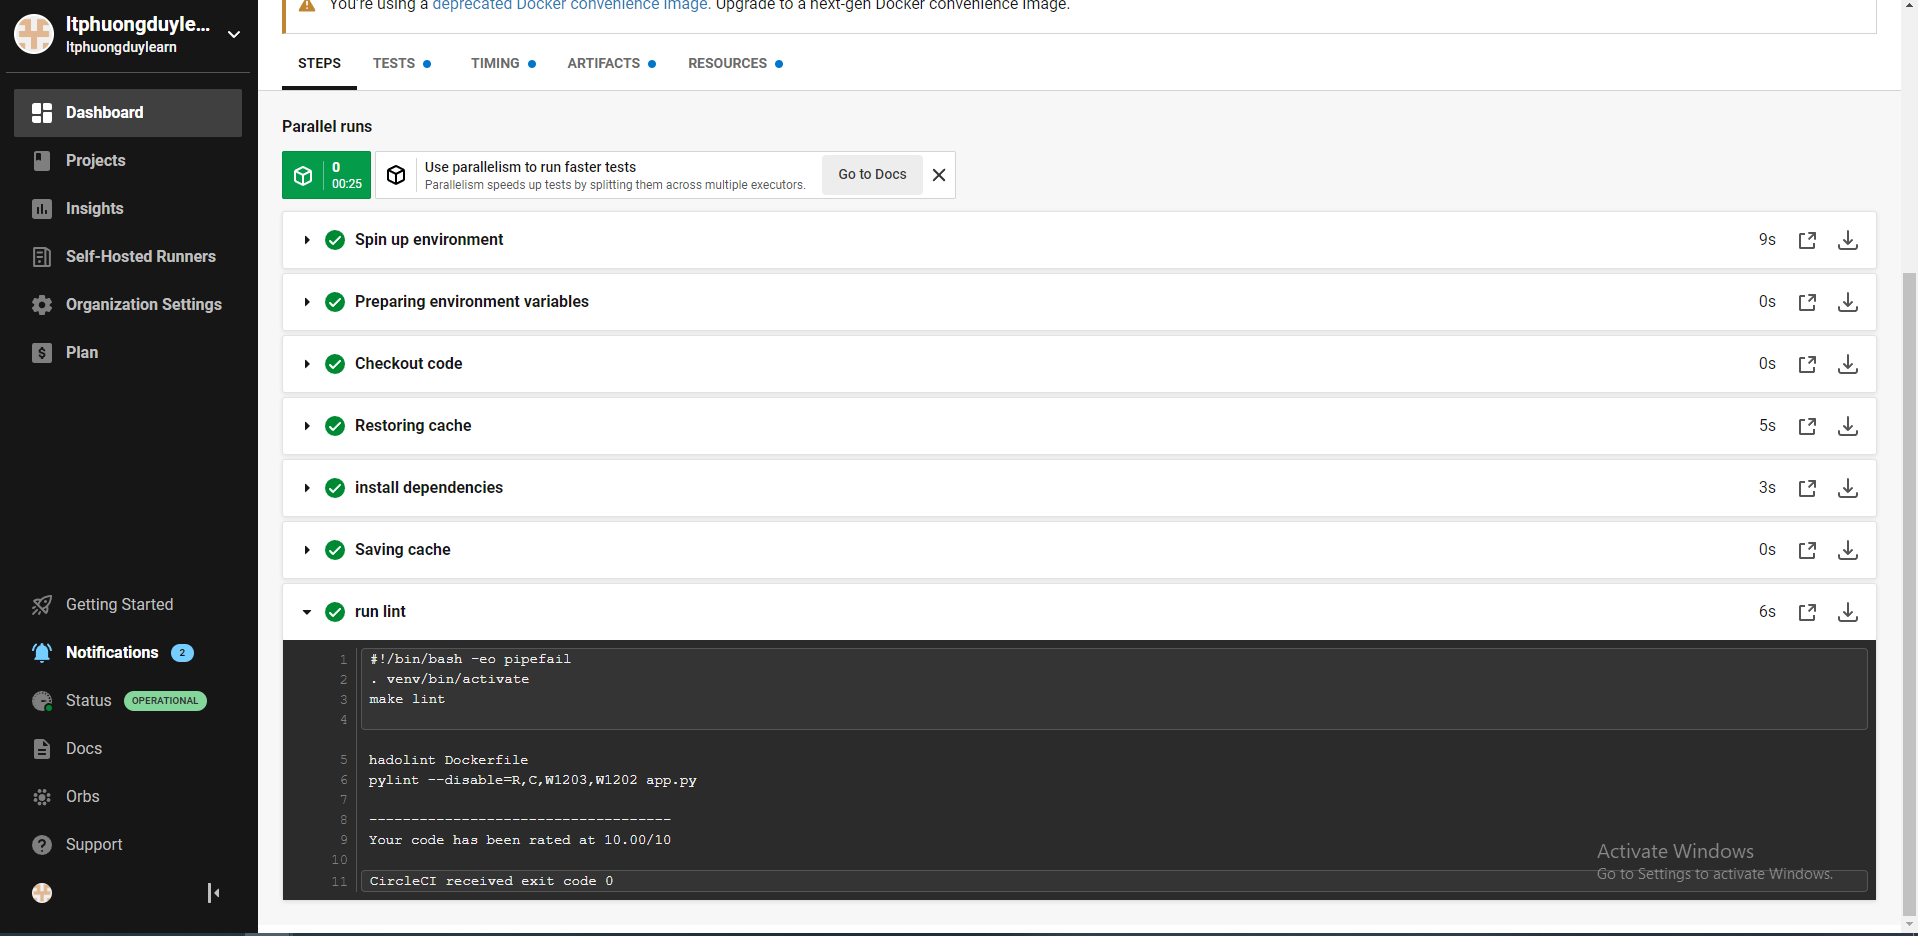 ltphuongduyle...
ltphuongduylearn
Dashboard
Projects
Insights
Self-Hosted Runners
Organization Settings
Plan
Getting Started
Notifications 2
Status OPERATIONAL
Docs
Orbs
Support
You're using a deprecated Docker convenience image. Upgrade to a next-gen Docker convenience image.
STEPS TESTS TIMING ARTIFACTS RESOURCES
Parallel runs
0
00:25
Use parallelism to run faster tests
Parallelism speeds up tests by splitting them across multiple executors.
Go to Docs
Spin up environment 9s
Preparing environment variables 0s
Checkout code 0s
Restoring cache 5s
install dependencies 3s
Saving cache 0s
run lint 6s
1 #!/bin/bash -eo pipefail
2 . venv/bin/activate
3 make lint
4
5 hadolint Dockerfile
6 pylint --disable=R,C,W1203,W1202 app.py
7
8 ------------------------------------
9 Your code has been rated at 10.00/10
10
11 CircleCI received exit code 0
Activate Windows
Go to Settings to activate Windows.